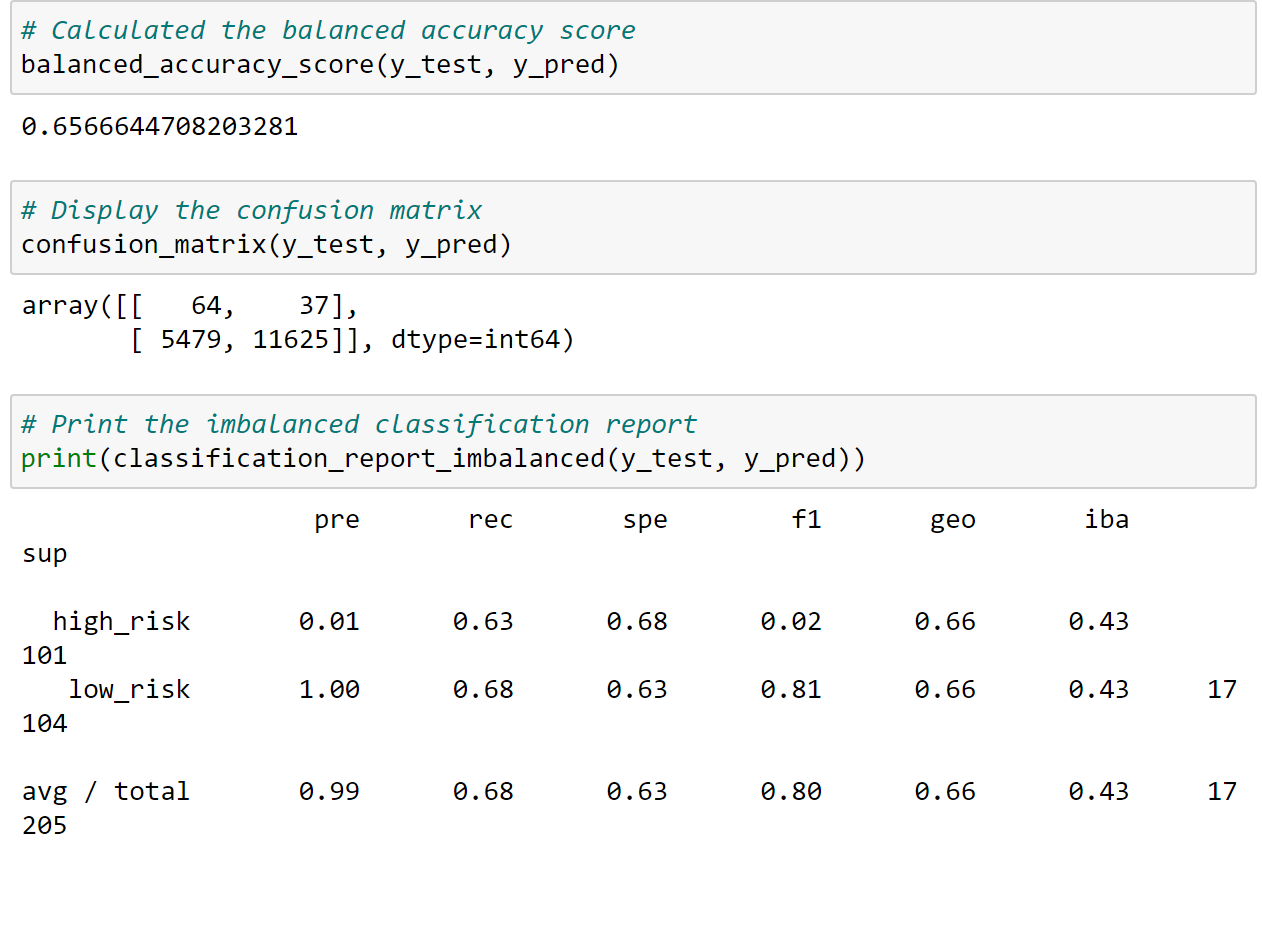 # Calculated the balanced accuracy score
balanced_accuracy_score(y_test, y_pred)
0.6566644708203281
# Display the confusion matrix
confusion_matrix(y_test, y_pred)
array([[   64,    37],
       [ 5479, 11625]], dtype=int64)
# Print the imbalanced classification report
print(classification_report_imbalanced(y_test, y_pred))
                   pre       rec       spe        f1       geo       iba
sup
  high_risk       0.01      0.63      0.68      0.02      0.66      0.43
101
   low_risk       1.00      0.68      0.63      0.81      0.66      0.43     17
104
avg / total       0.99      0.68      0.63      0.80      0.66      0.43     17
205